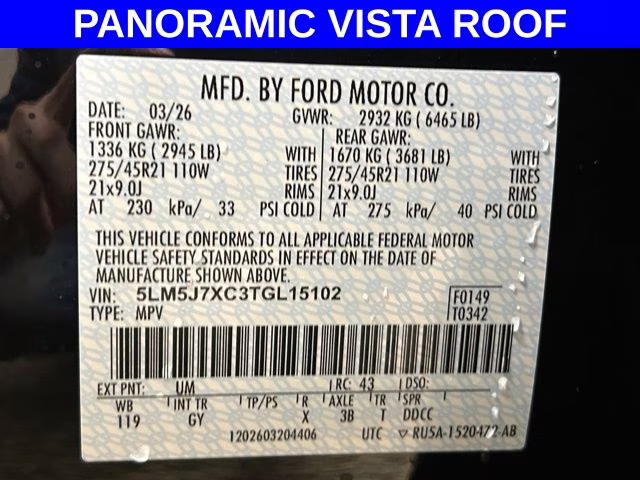 PANORAMIC VISTA ROOF
MFD. BY FORD MOTOR CO.
DATE: 03/26 GVWR: 2932 KG ( 6465 LB)
FRONT GAWR: REAR GAWR:
1336 KG ( 2945 LB) WITH 1670 KG ( 3681 LB) WITH
275/45R21 110W TIRES 275/45R21 110W TIRES
21x9.0J RIMS 21x9.0J RIMS
AT 230 kPa/ 33 PSI COLD AT 275 kPa/ 40 PSI COLD
THIS VEHICLE CONFORMS TO ALL APPLICABLE FEDERAL MOTOR
VEHICLE SAFETY STANDARDS IN EFFECT ON THE DATE OF
MANUFACTURE SHOWN ABOVE.
VIN: 5LM5J7XC3TGL15102 F0149
TYPE: MPV T0342
EXT PNT: UM RC: 43 DSO:
WB INT TR TP/PS R AXLE TR SPR
119 GY X 3B T DDCC
1202603204406 UTC ▽ RU5A-1520472-AB